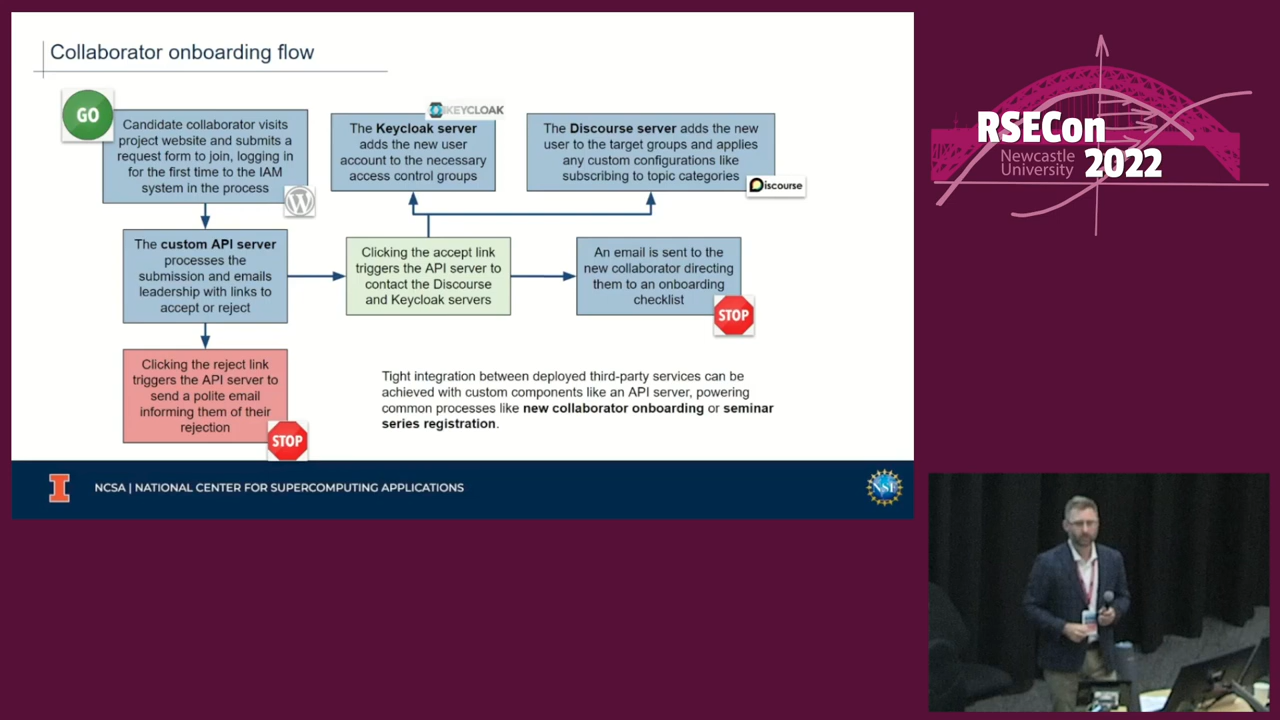 Collaborator onboarding flow
GO
Candidate collaborator visits
project website and submits a
request form to join, logging in
for the first time to the IAM
system in the process
KEYCLOAK
The Keycloak server
adds the new user
account to the necessary
access control groups
The Discourse server adds the new
user to the target groups and applies
any custom configurations like
subscribing to topic categories
Discourse
The custom API server
processes the
submission and emails
leadership with links to
accept or reject
Clicking the accept link
triggers the API server to
contact the Discourse
and Keycloak servers
An email is sent to the
new collaborator directing
them to an onboarding
checklist
STOP
Clicking the reject link
triggers the API server to
send a polite email
informing them of their
rejection
STOP
Tight integration between deployed third-party services can be
achieved with custom components like an API server, powering
common processes like new collaborator onboarding or seminar
series registration.
I
NCSA | NATIONAL CENTER FOR SUPERCOMPUTING APPLICATIONS
NSF
RSECon
Newcastle
University
2022